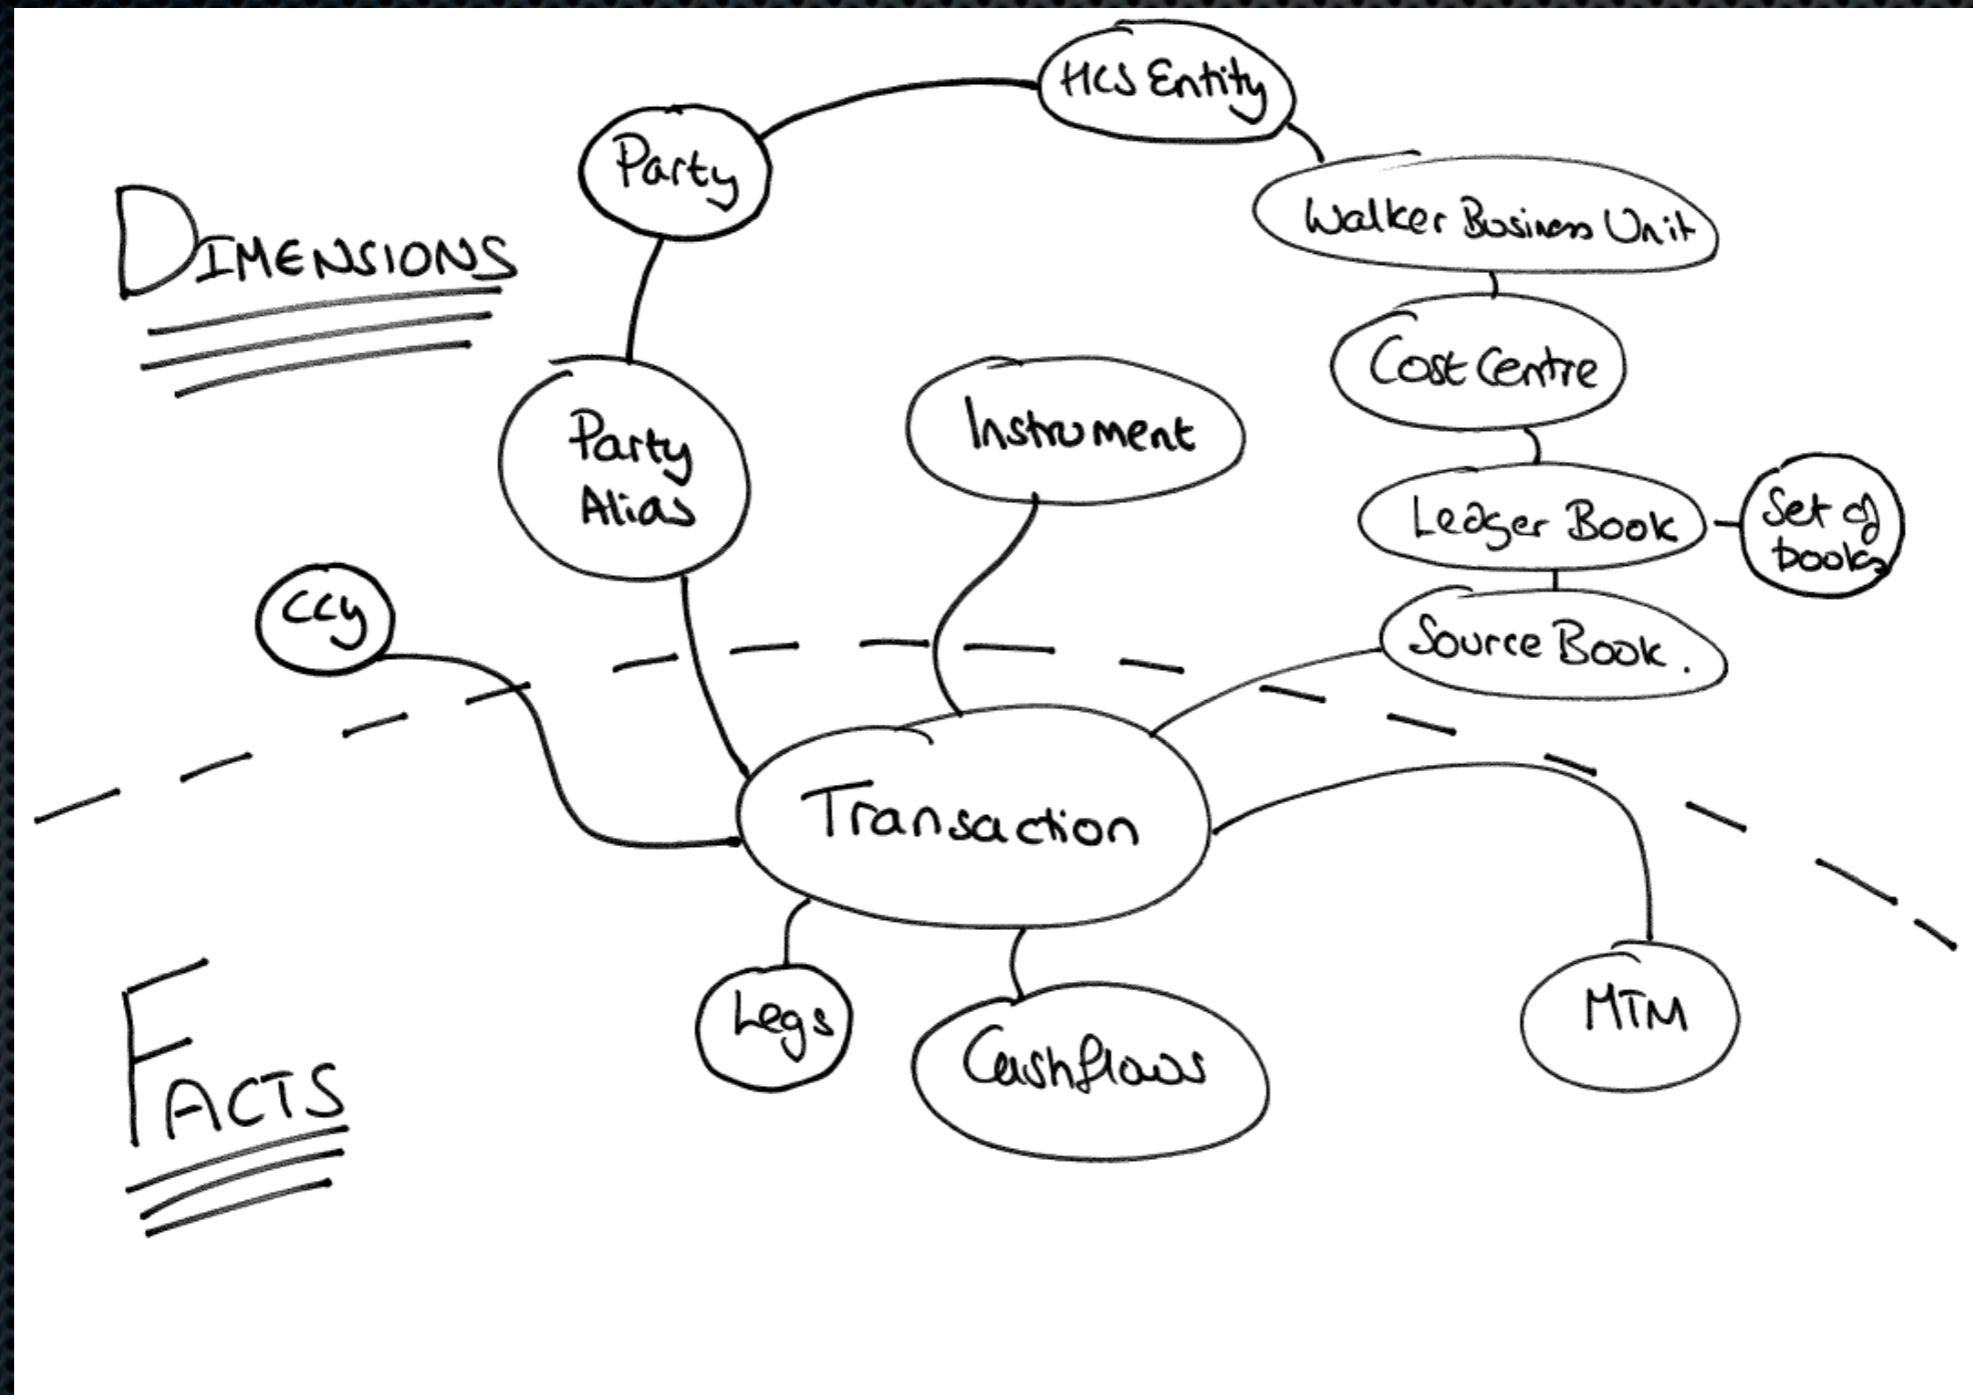 HCS Entity
Party
Walker Business Unit
DIMENSIONS
Cost Centre
Instrument
Party
Alias
Ledger Book
Set of
books
ccy
Source Book.
Transaction
Legs
MTM
Cashflows
FACTS